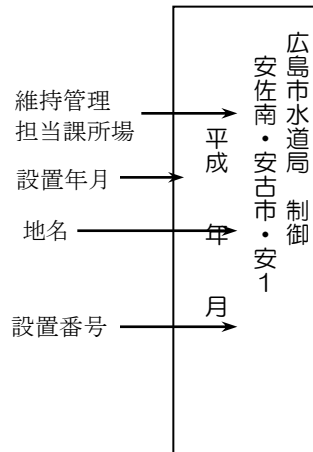 広島市水道局　制御
安佐南・安古市・安１
平成　年　月
維持管理
担当課所場
設置年月
地名
設置番号